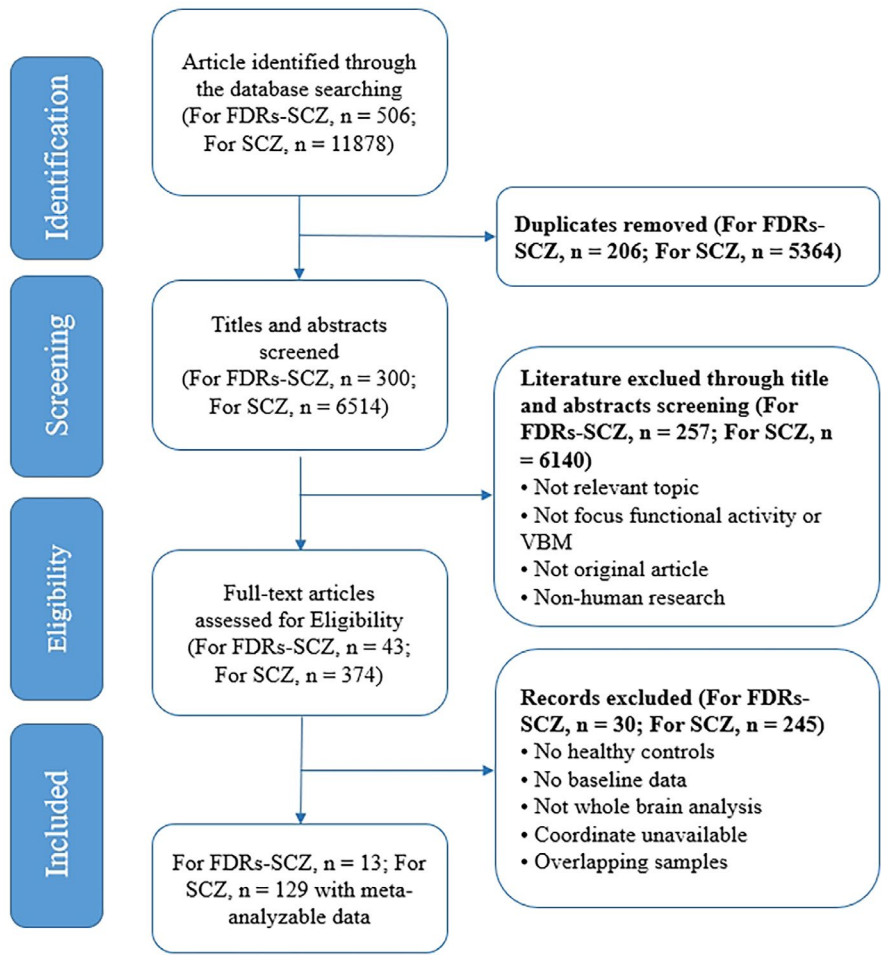 Identification
Article identified through
the database searching
(For FDRs-SCZ, n = 506;
For SCZ, n = 11878)
Duplicates removed (For FDRs-
SCZ, n = 206; For SCZ, n = 5364)
Screening
Titles and abstracts
screened
(For FDRs-SCZ, n = 300;
For SCZ, n = 6514)
Literature exclued through title
and abstracts screening (For
FDRs-SCZ, n = 257; For SCZ, n
= 6140)
• Not relevant topic
• Not focus functional activity or
VBM
• Not original article
• Non-human research
Eligibility
Full-text articles
assessed for Eligibility
(For FDRs-SCZ, n = 43;
For SCZ, n = 374)
Records excluded (For FDRs-
SCZ, n = 30; For SCZ, n = 245)
• No healthy controls
• No baseline data
• Not whole brain analysis
• Coordinate unavailable
• Overlapping samples
Included
For FDRs-SCZ, n = 13; For
SCZ, n = 129 with meta-
analyzable data